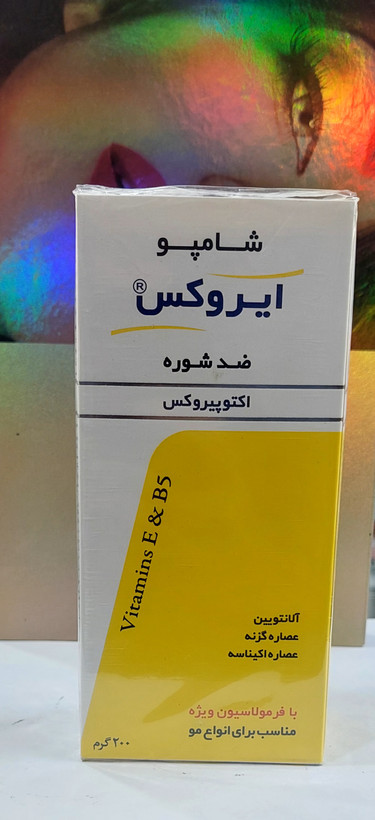 شامپو
ایروکس®
ضد شوره
اکتوپیروکس
Vitamins E & B5
آلانتویین
عصاره گزنه
عصاره اکیناسه
با فرمولاسیون ویژه
مناسب برای انواع مو
۲۰۰ گرم